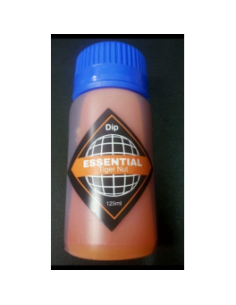 Dip
ESSENTIAL
Tiger Nut
125ml